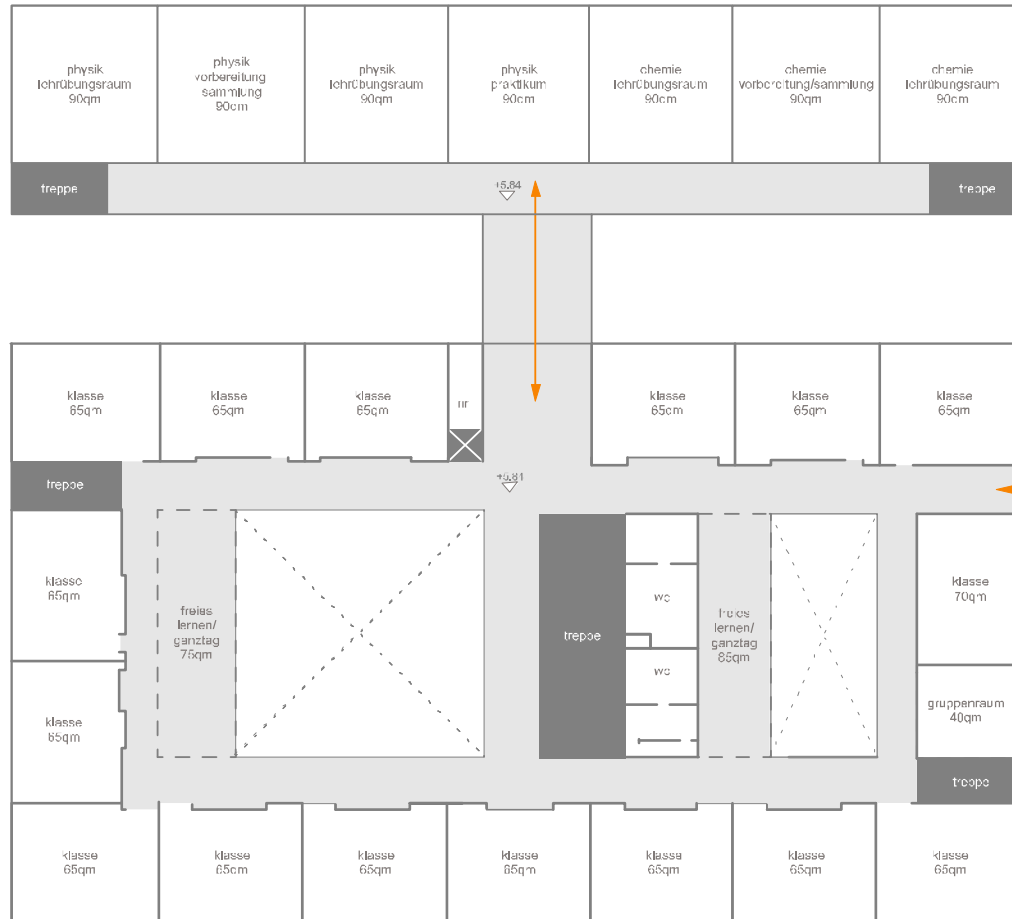 physik
lehrübungsraum
90qm
physik
vorbereitung
sammlung
90qm
physik
lehrübungsraum
90qm
physik
praktikum
90qm
chemie
lehrübungsraum
90qm
chemie
vorbereitung/sammlung
90qm
chemie
lehrübungsraum
90qm
treppe
+5.84
treppe
klasse
65qm
klasse
65qm
klasse
65qm
klasse
65qm
klasse
65qm
klasse
65qm
treppe
+5.81
klasse
65qm
freies
lernen/
ganztag
75qm
treppe
wc
freies
lernen/
ganztag
85qm
klasse
70qm
klasse
65qm
wc
gruppenraum
40qm
treppe
klasse
65qm
klasse
65qm
klasse
65qm
klasse
65qm
klasse
65qm
klasse
65qm
klasse
65qm